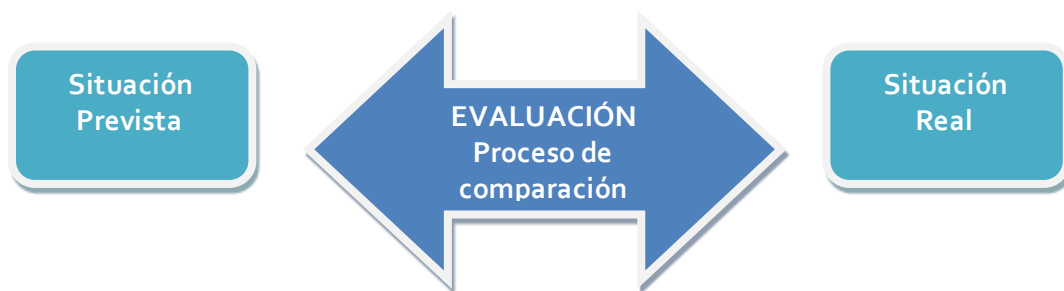 Situación
Prevista
EVALUACIÓN
Proceso de
comparación
Situación
Real